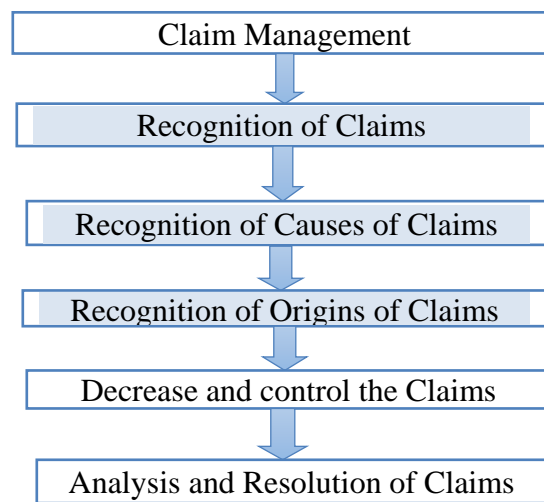 Claim Management
Recognition of Claims
Recognition of Causes of Claims
Recognition of Origins of Claims
Decrease and control the Claims
Analysis and Resolution of Claims